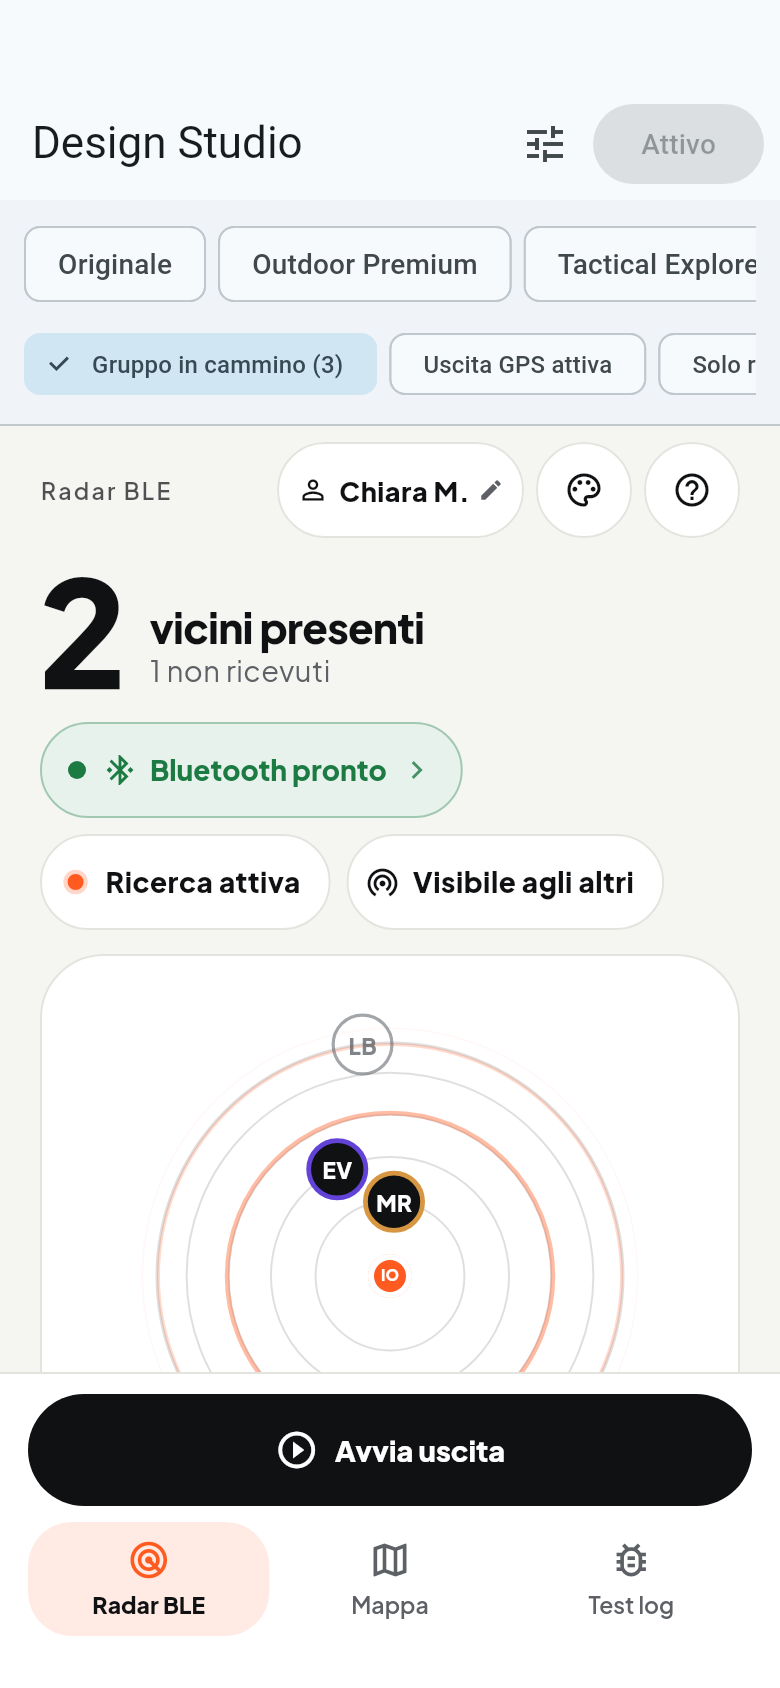 Design Studio
Attivo
Originale
Outdoor Premium
Tactical Explore
Gruppo in cammino (3)
Uscita GPS attiva
Solo r
Radar BLE
Chiara M.
2
vicini presenti
1 non ricevuti
Bluetooth pronto
Ricerca attiva
Visibile agli altri
LB
EV
MR
IO
Avvia uscita
Radar BLE
Mappa
Test log